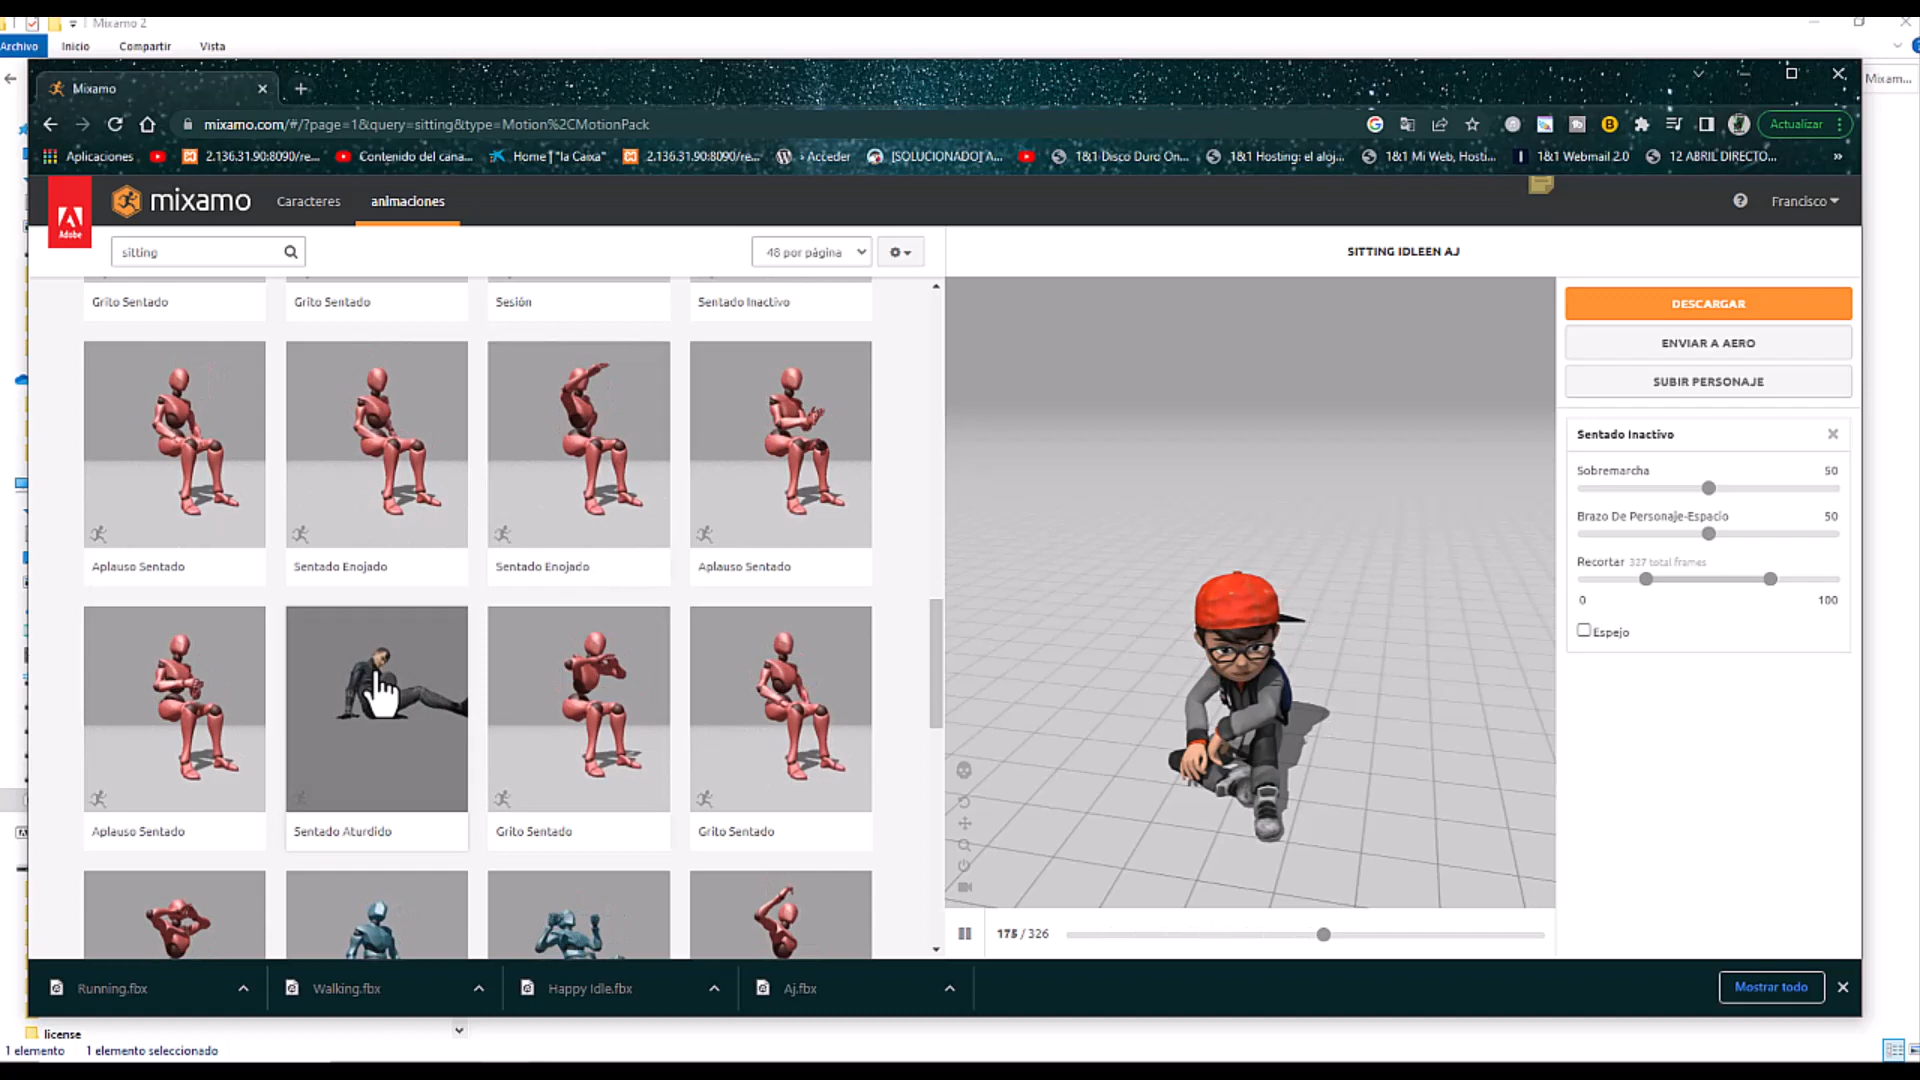 Mixamo 2
Archivo Inicio Compartir Vista
Mixamo
Mixam...
mixamo.com/#/?page=1&query=sitting&type=Motion%2CMotionPack
Actualizar
Aplicaciones 2.136.31.90:8090/re... Contenido del cana... Home | "la Caixa" 2.136.31.90:8090/re... › Acceder [SOLUCIONADO] A... 1&1 Disco Duro On... 1&1 Hosting: el aloj... 1&1 Mi Web, Hosti... 1&1 Webmail 2.0 12 ABRIL DIRECTO... »
Adobe
mixamo Caracteres animaciones
Francisco
sitting
48 por página
SITTING IDLEEN AJ
Grito Sentado Grito Sentado Sesión Sentado Inactivo
DESCARGAR
ENVIAR A AERO
SUBIR PERSONAJE
Sentado Inactivo
Sobremarcha 50
Brazo De Personaje-Espacio 50
Recortar 327 total frames
0 100
Espejo
Aplauso Sentado Sentado Enojado Sentado Enojado Aplauso Sentado
Aplauso Sentado Sentado Aturdido Grito Sentado Grito Sentado
175 / 326
Running.fbx Walking.fbx Happy Idle.fbx Aj.fbx
Mostrar todo
license
1 elemento 1 elemento seleccionado